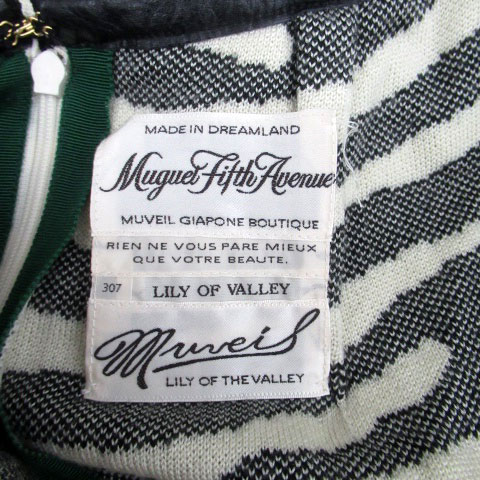 MADE IN DREAMLAND
Muguet Fifth Avenue
MUVEIL GIAPONE BOUTIQUE
RIEN NE VOUS PARE MIEUX
QUE VOTRE BEAUTE.
307 LILY OF VALLEY
Muveil
LILY OF THE VALLEY